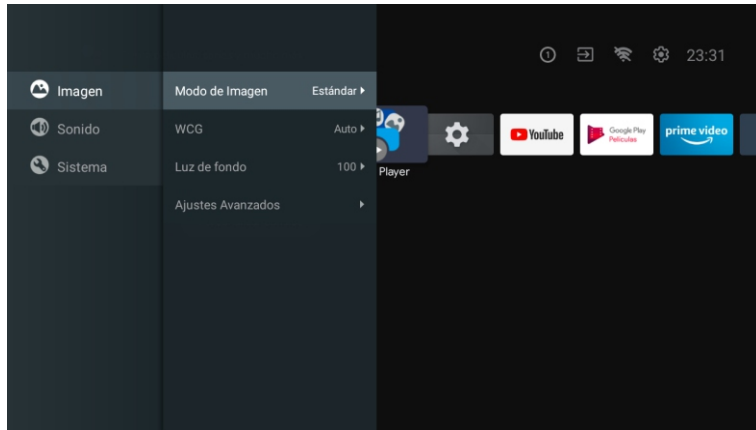 1
23:31
Imagen
Sonido
Sistema
Modo de Imagen Estándar
WCG Auto
Luz de fondo 100
Ajustes Avanzados
Player
YouTube
Google Play
Películas
prime video